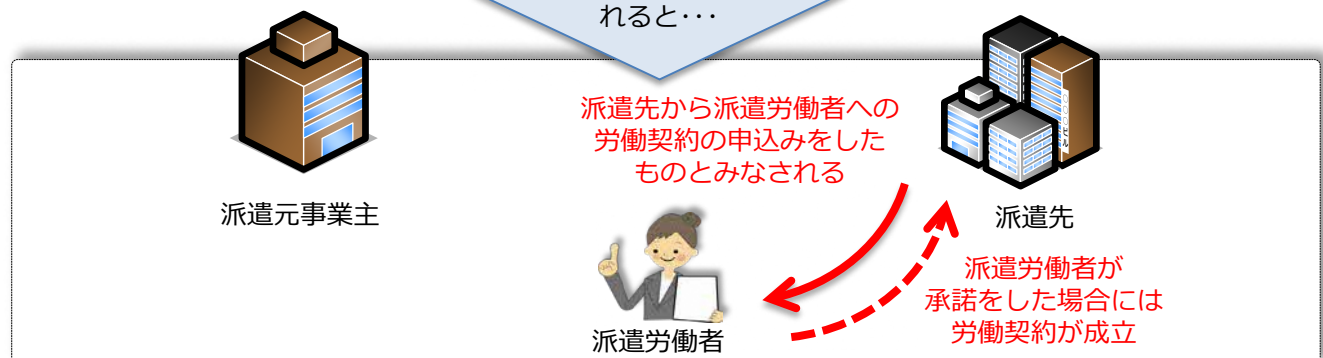 れると･･･
派遣先から派遣労働者への
労働契約の申込みをした
ものとみなされる
派遣元事業主
派遣先
派遣労働者が
承諾をした場合には
労働契約が成立
派遣労働者